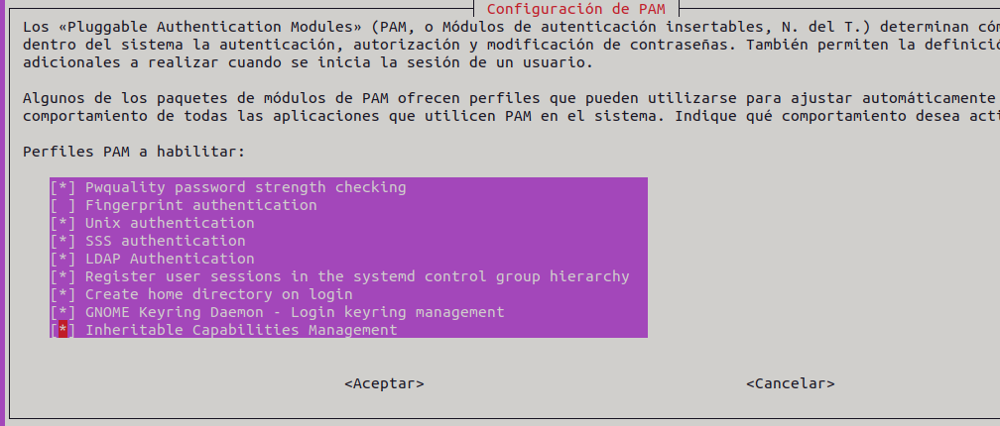 Configuración de PAM
Los «Pluggable Authentication Modules» (PAM, o Módulos de autenticación insertables, N. del T.) determinan
dentro del sistema la autenticación, autorización y modificación de contraseñas. También permiten la
adicionales a realizar cuando se inicia la sesión de un usuario.
Algunos de los paquetes de módulos de PAM ofrecen perfiles que pueden utilizarse para ajustar automáticamente
comportamiento de todas las aplicaciones que utilicen PAM en el sistema. Indique qué comportamiento desea
Perfiles PAM a habilitar:
[*] Pwquality password strength checking
[ ] Fingerprint authentication
[*] Unix authentication
[*] SSS authentication
[*] LDAP Authentication
[*] Register user sessions in the systemd control group hierarchy
[*] Create home directory on login
[*] GNOME Keyring Daemon - Login keyring management
[*] Inheritable Capabilities Management
<Aceptar> <Cancelar>